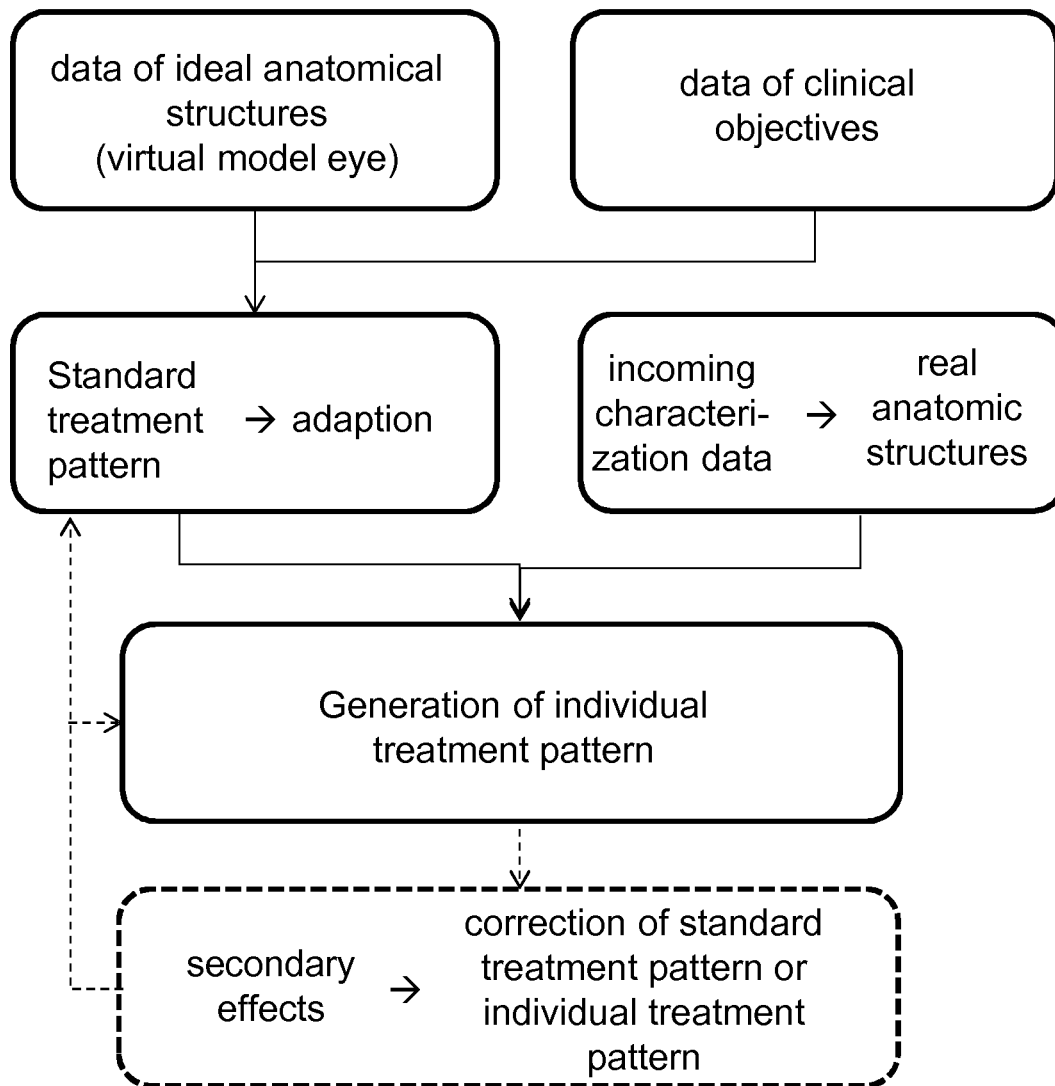 data of ideal anatomical
structures
(virtual model eye)
data of clinical
objectives
Standard
treatment → adaption
pattern
incoming
characteri-
zation data
→
real
anatomic
structures
Generation of individual
treatment pattern
secondary
effects
→
correction of standard
treatment pattern or
individual treatment
pattern